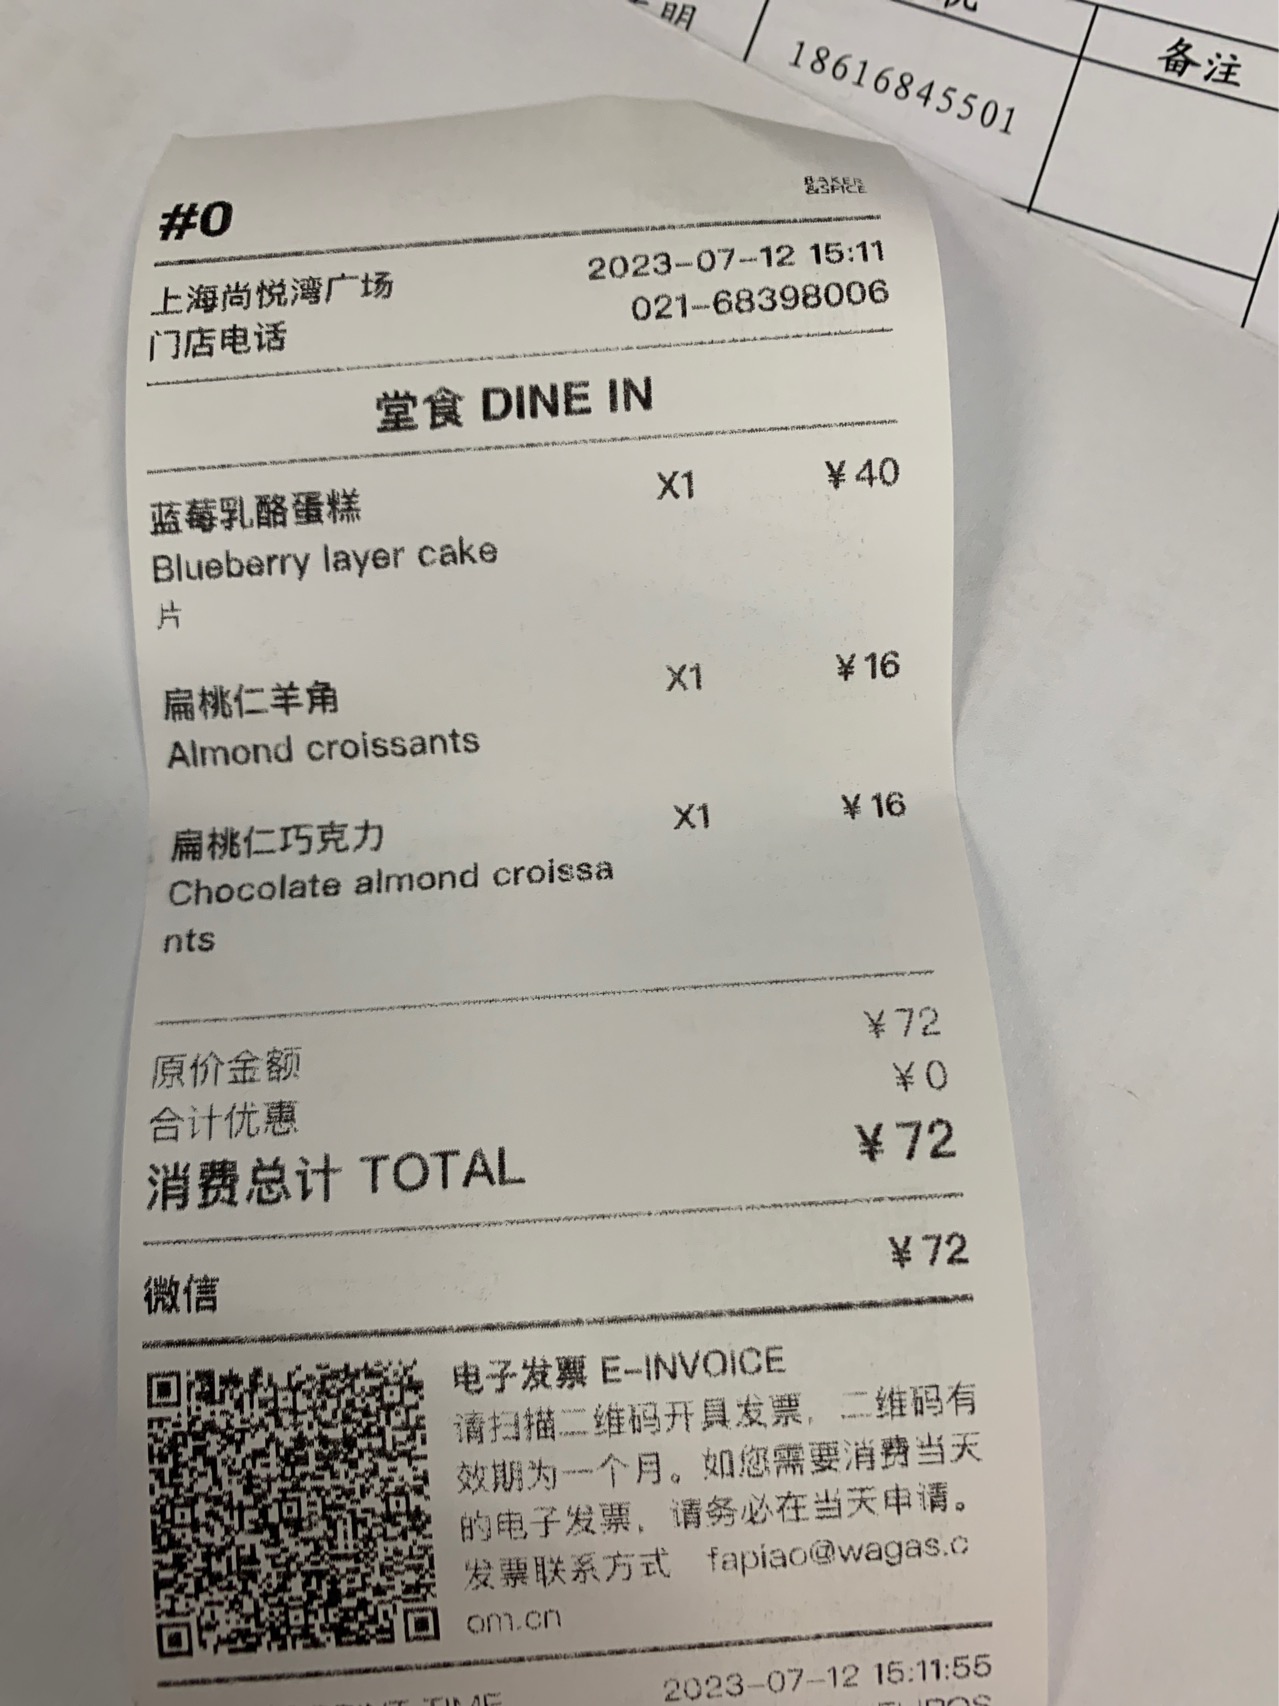 明
18616845501
备注
#0
BAKER
&SPICE
上海尚悦湾广场 2023-07-12 15:11
门店电话 021-68398006
堂食 DINE IN
蓝莓乳酪蛋糕 X1 ¥40
Blueberry layer cake
片
扁桃仁羊角 X1 ¥16
Almond croissants
扁桃仁巧克力 X1 ¥16
Chocolate almond croissa
nts
原价金额 ¥72
合计优惠 ¥0
消费总计 TOTAL ¥72
微信 ¥72
电子发票 E-INVOICE
请扫描二维码开具发票，二维码有
效期为一个月。如您需要消费当天
的电子发票，请务必在当天申请。
发票联系方式 fapiao@wagas.c
om.cn
2023-07-12 15:11:55
TIME